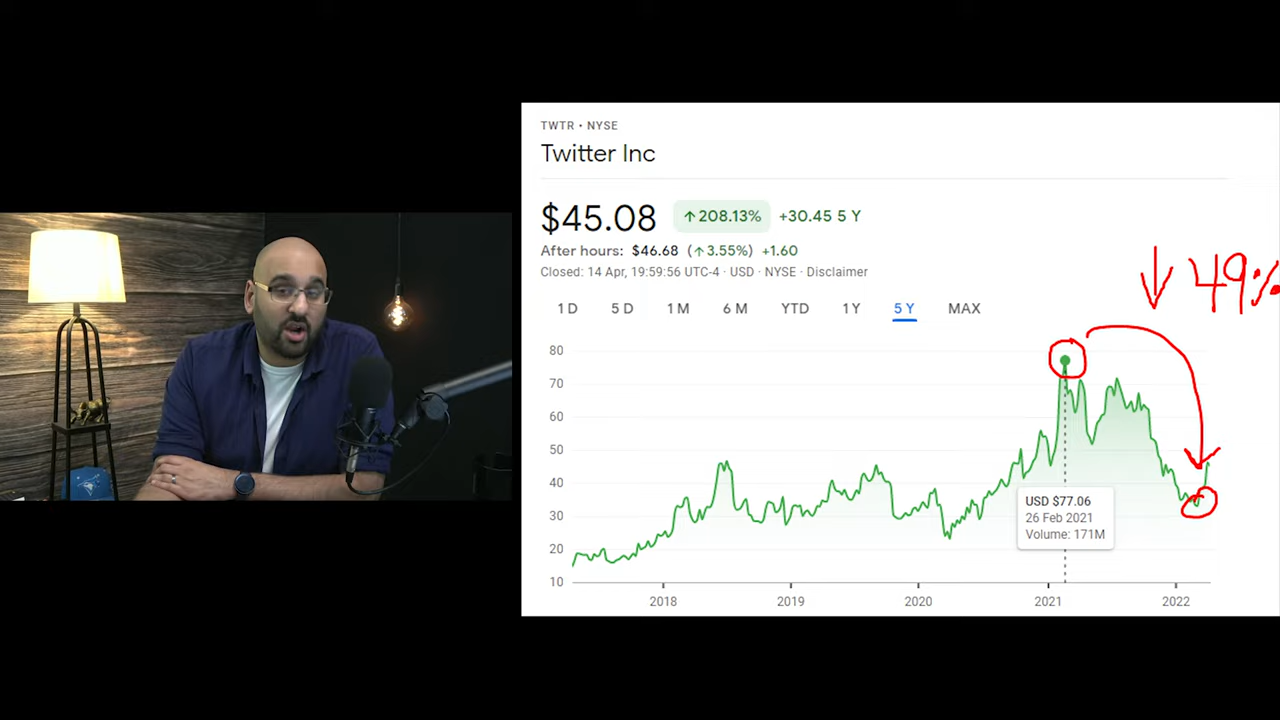 TWTR • NYSE
Twitter Inc
$45.08 ↑208.13% +30.45 5 Y
After hours: $46.68 (↑3.55%) +1.60
Closed: 14 Apr, 19:59:56 UTC-4 · USD · NYSE · Disclaimer
↓ 49%
1 D 5 D 1 M 6 M YTD 1 Y 5 Y MAX
80
70
60
50
40
30
20
10
USD $77.06
26 Feb 2021
Volume: 171M
2018 2019 2020 2021 2022